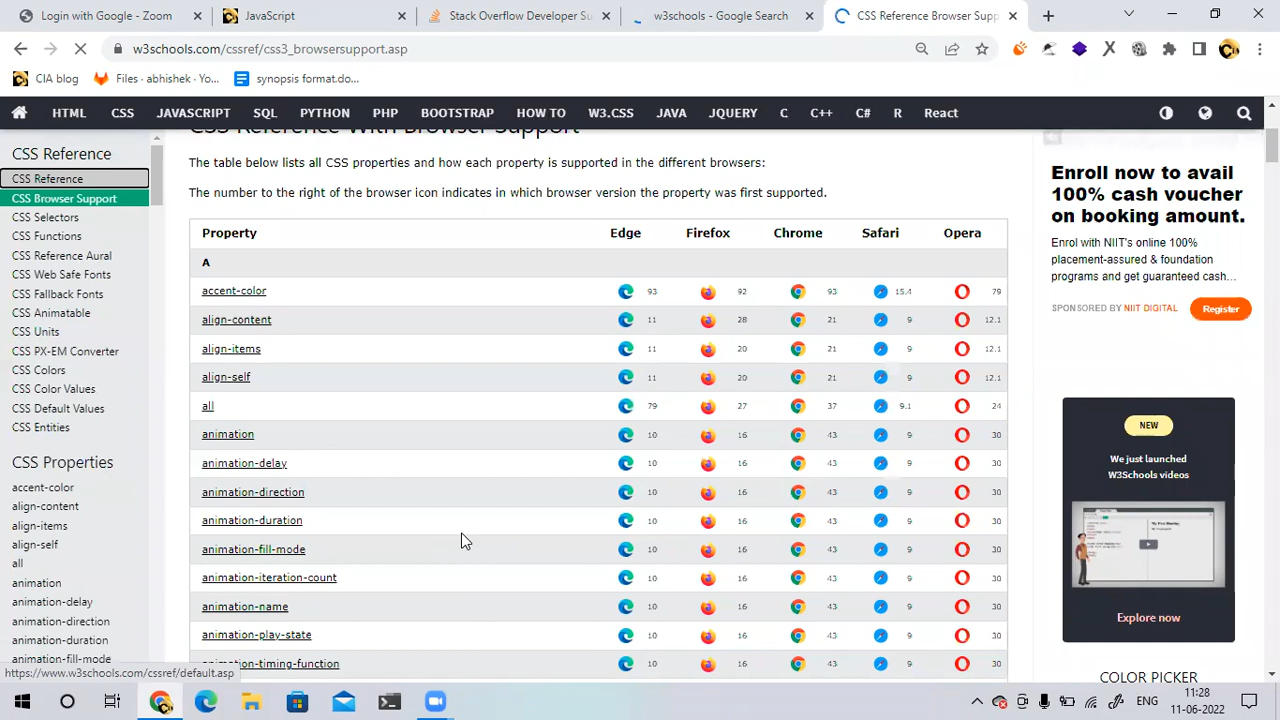 Login with Google - Zoom
JavaScript
Stack Overflow Developer Su
w3schools - Google Search
CSS Reference Browser Supp
w3schools.com/cssref/css3_browsersupport.asp
CIA blog
Files · abhishek · Yo...
synopsis format.do...
HTML CSS JAVASCRIPT SQL PYTHON PHP BOOTSTRAP HOW TO W3.CSS JAVA JQUERY C C++ C# R React
CSS Reference
CSS Reference
CSS Browser Support
CSS Selectors
CSS Functions
CSS Reference Aural
CSS Web Safe Fonts
CSS Fallback Fonts
CSS Animatable
CSS Units
CSS PX-EM Converter
CSS Colors
CSS Color Values
CSS Default Values
CSS Entities
CSS Properties
accent-color
align-content
align-items
align-self
all
animation
animation-delay
animation-direction
animation-duration
animation-fill-mode
CSS Reference With Browser Support
The table below lists all CSS properties and how each property is supported in the different browsers:
The number to the right of the browser icon indicates in which browser version the property was first supported.
Property Edge Firefox Chrome Safari Opera
A
accent-color 93 92 93 15.4 79
align-content 11 28 21 9 12.1
align-items 11 20 21 9 12.1
align-self 11 20 21 9 12.1
all 79 27 37 9.1 24
animation 10 16 43 9 30
animation-delay 10 16 43 9 30
animation-direction 10 16 43 9 30
animation-duration 10 16 43 9 30
animation-fill-mode 10 16 43 9 30
animation-iteration-count 10 16 43 9 30
animation-name 10 16 43 9 30
animation-play-state 10 16 43 9 30
animation-timing-function 10 16 43 9 30
Enroll now to avail
100% cash voucher
on booking amount.
Enrol with NIIT's online 100%
placement-assured & foundation
programs and get guaranteed cash...
SPONSORED BY NIIT DIGITAL
Register
NEW
We just launched
W3Schools videos
Explore now
COLOR PICKER
https://www.w3schools.com/cssref/default.asp
ENG
11:28
11-06-2022